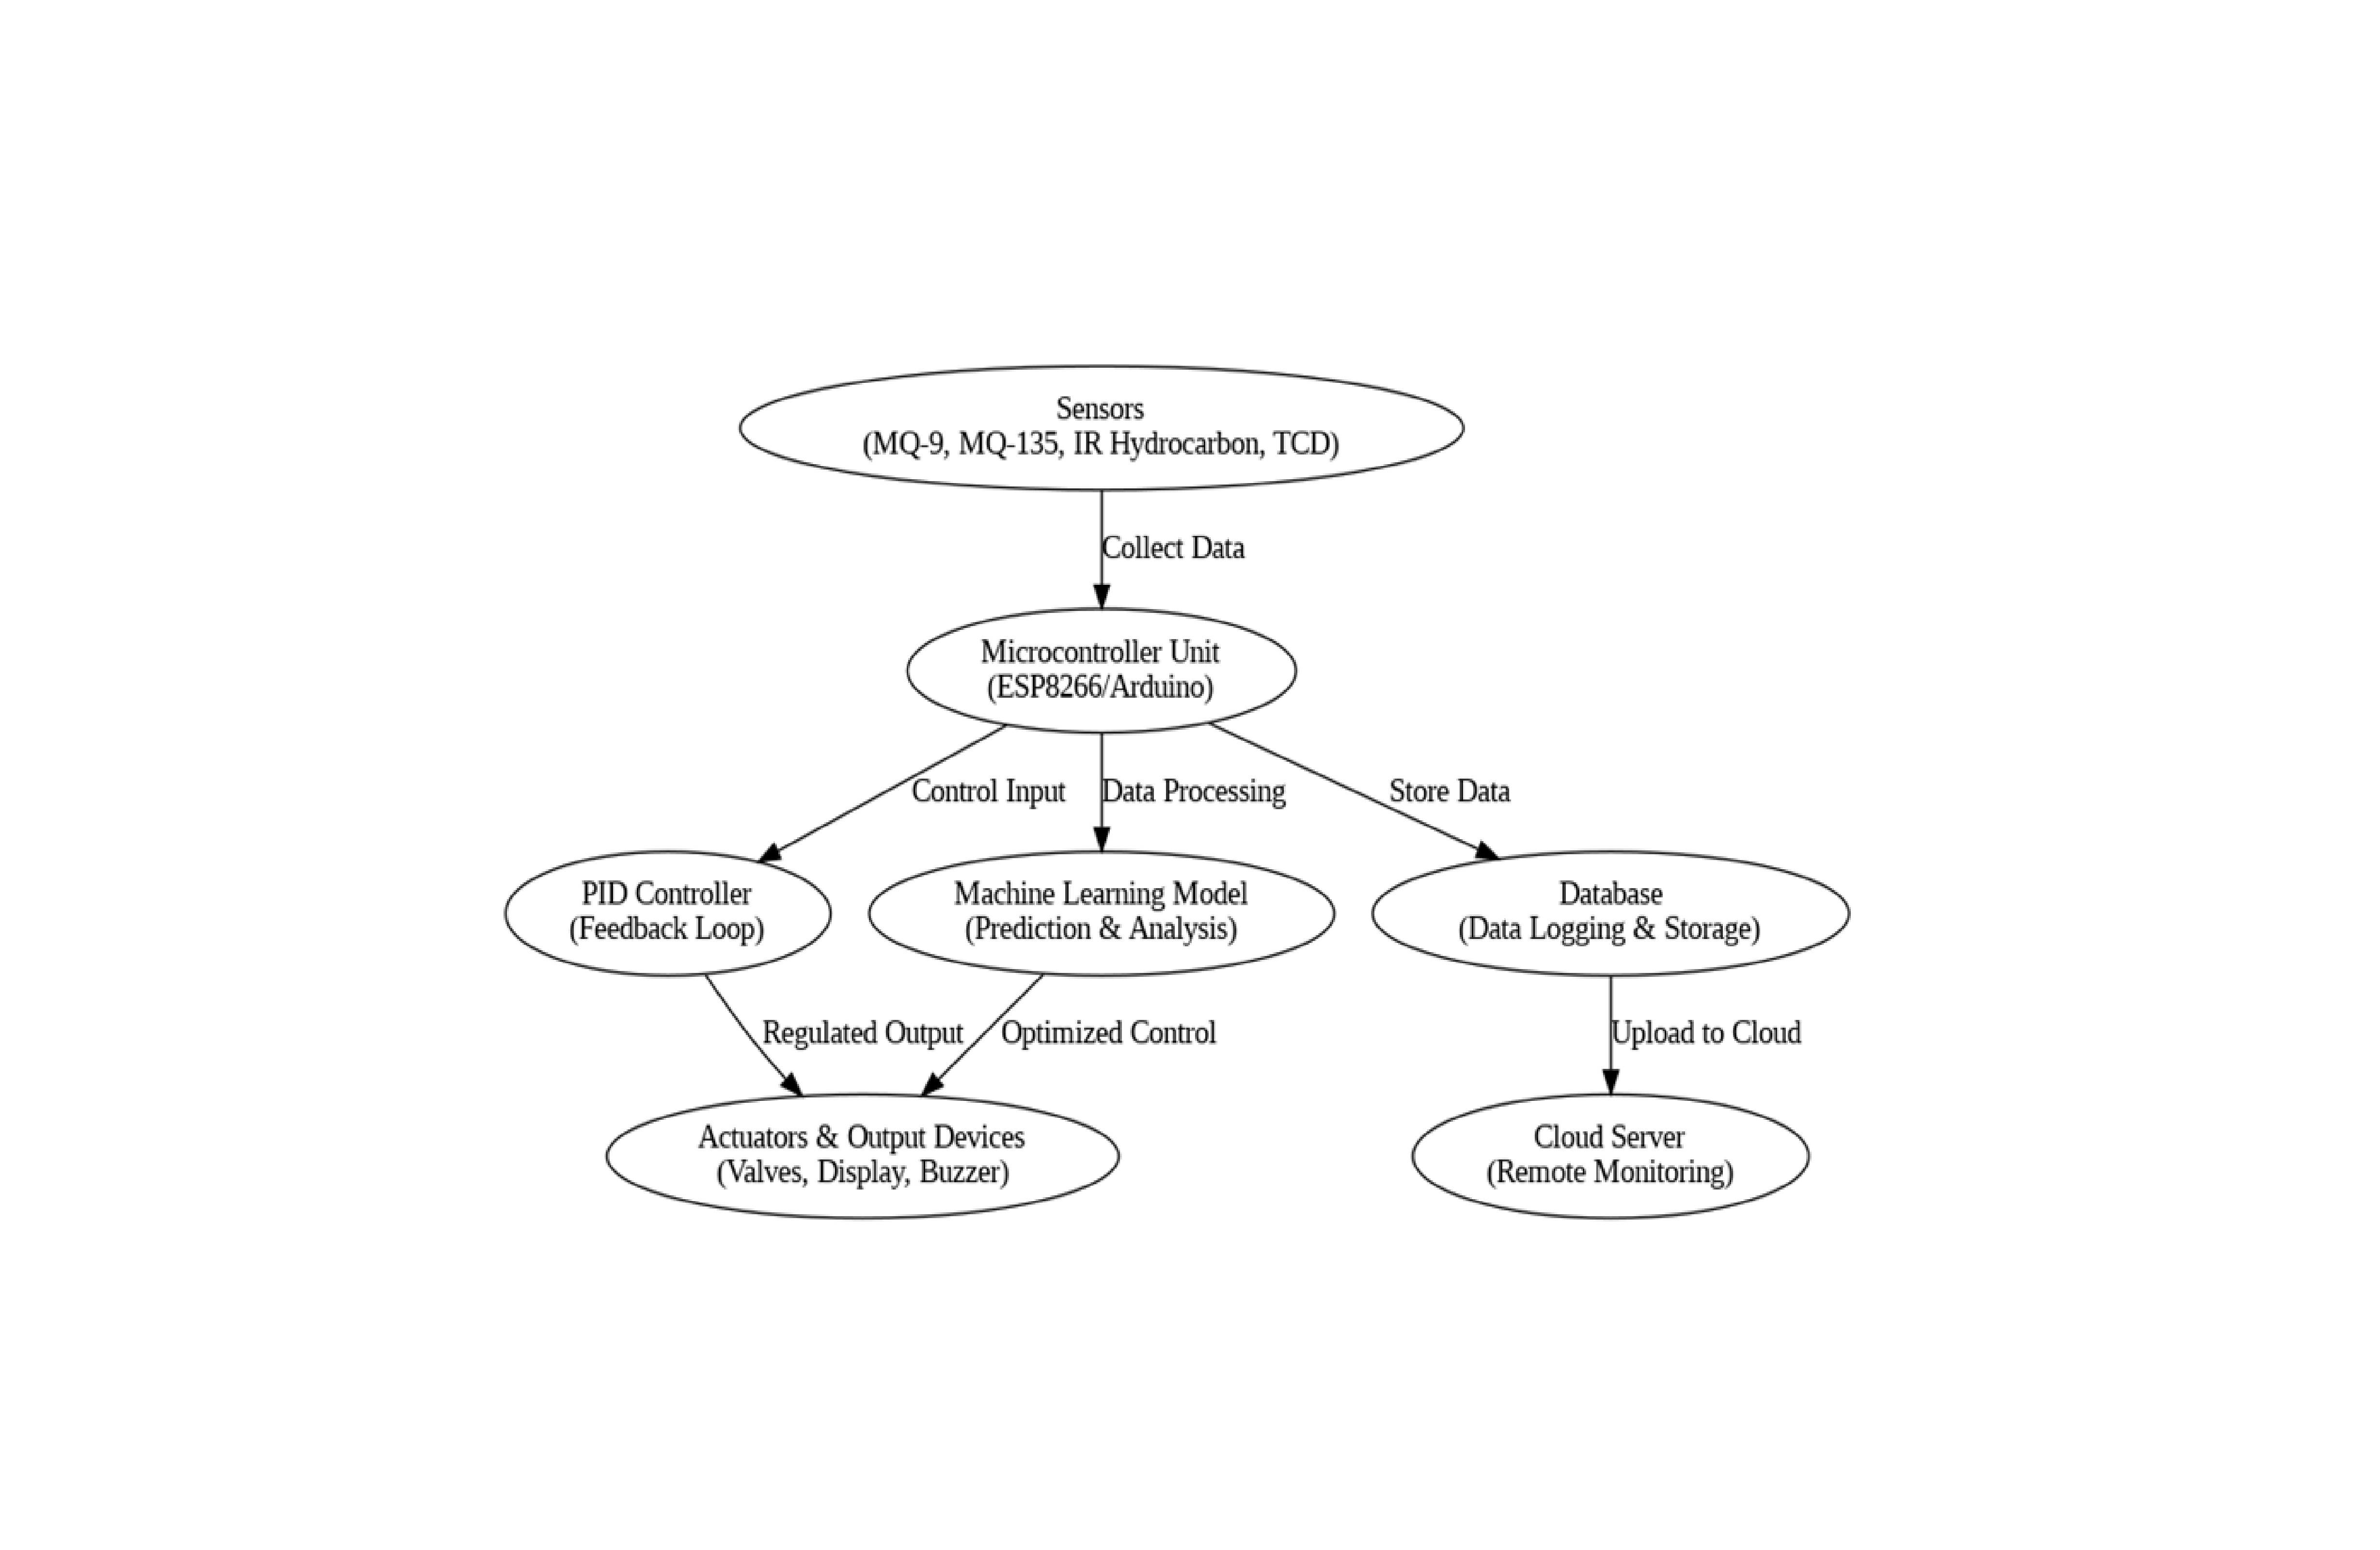 Sensors
(MQ-9, MQ-135, IR Hydrocarbon, TCD)
Collect Data
Microcontroller Unit
(ESP8266/Arduino)
Control Input
Data Processing
Store Data
PID Controller
(Feedback Loop)
Machine Learning Model
(Prediction & Analysis)
Database
(Data Logging & Storage)
Regulated Output
Optimized Control
Upload to Cloud
Actuators & Output Devices
(Valves, Display, Buzzer)
Cloud Server
(Remote Monitoring)